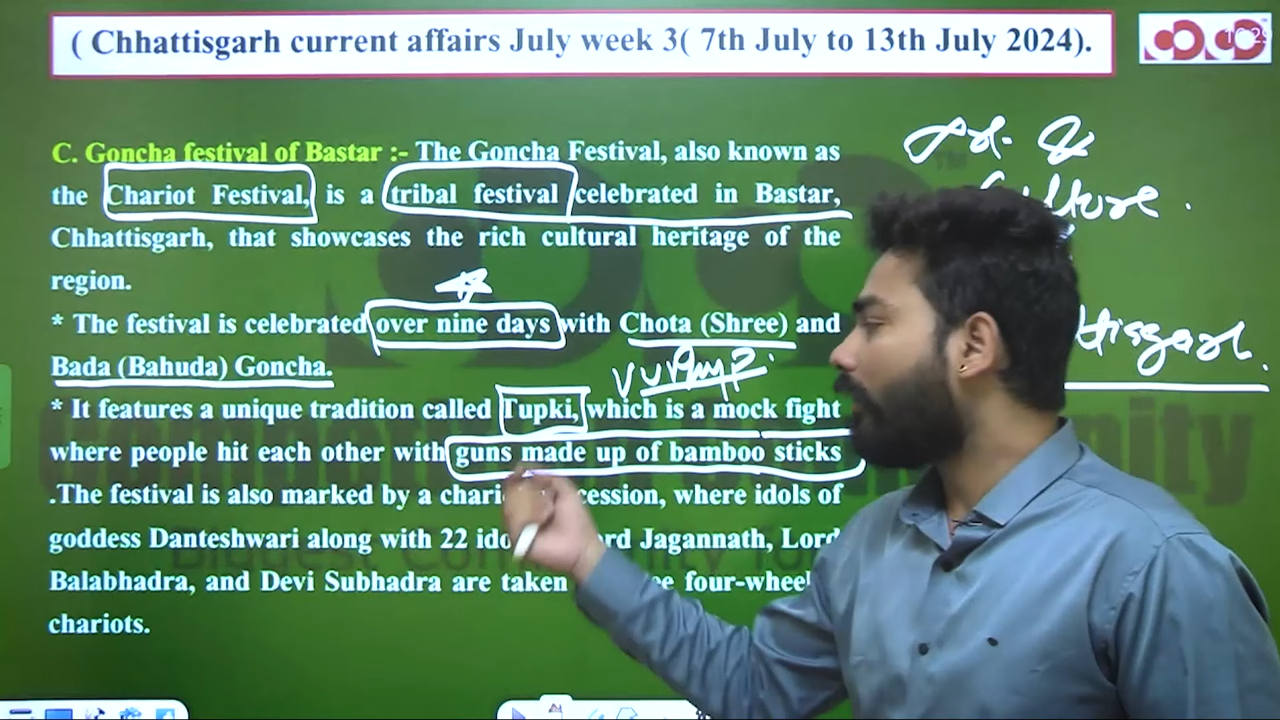 ( Chhattisgarh current affairs July week 3( 7th July to 13th July 2024).
C. Goncha festival of Bastar :- The Goncha Festival, also known as
the Chariot Festival, is a tribal festival celebrated in Bastar,
Chhattisgarh, that showcases the rich cultural heritage of the
region.
* The festival is celebrated over nine days with Chota (Shree) and
Bada (Bahuda) Goncha.
* It features a unique tradition called Tupki, which is a mock fight
where people hit each other with guns made up of bamboo sticks
.The festival is also marked by a where idols of
goddess Danteshwari along with 22 Jagannath, Lord
Balabhadra, and Devi Subhadra are taken
chariots.